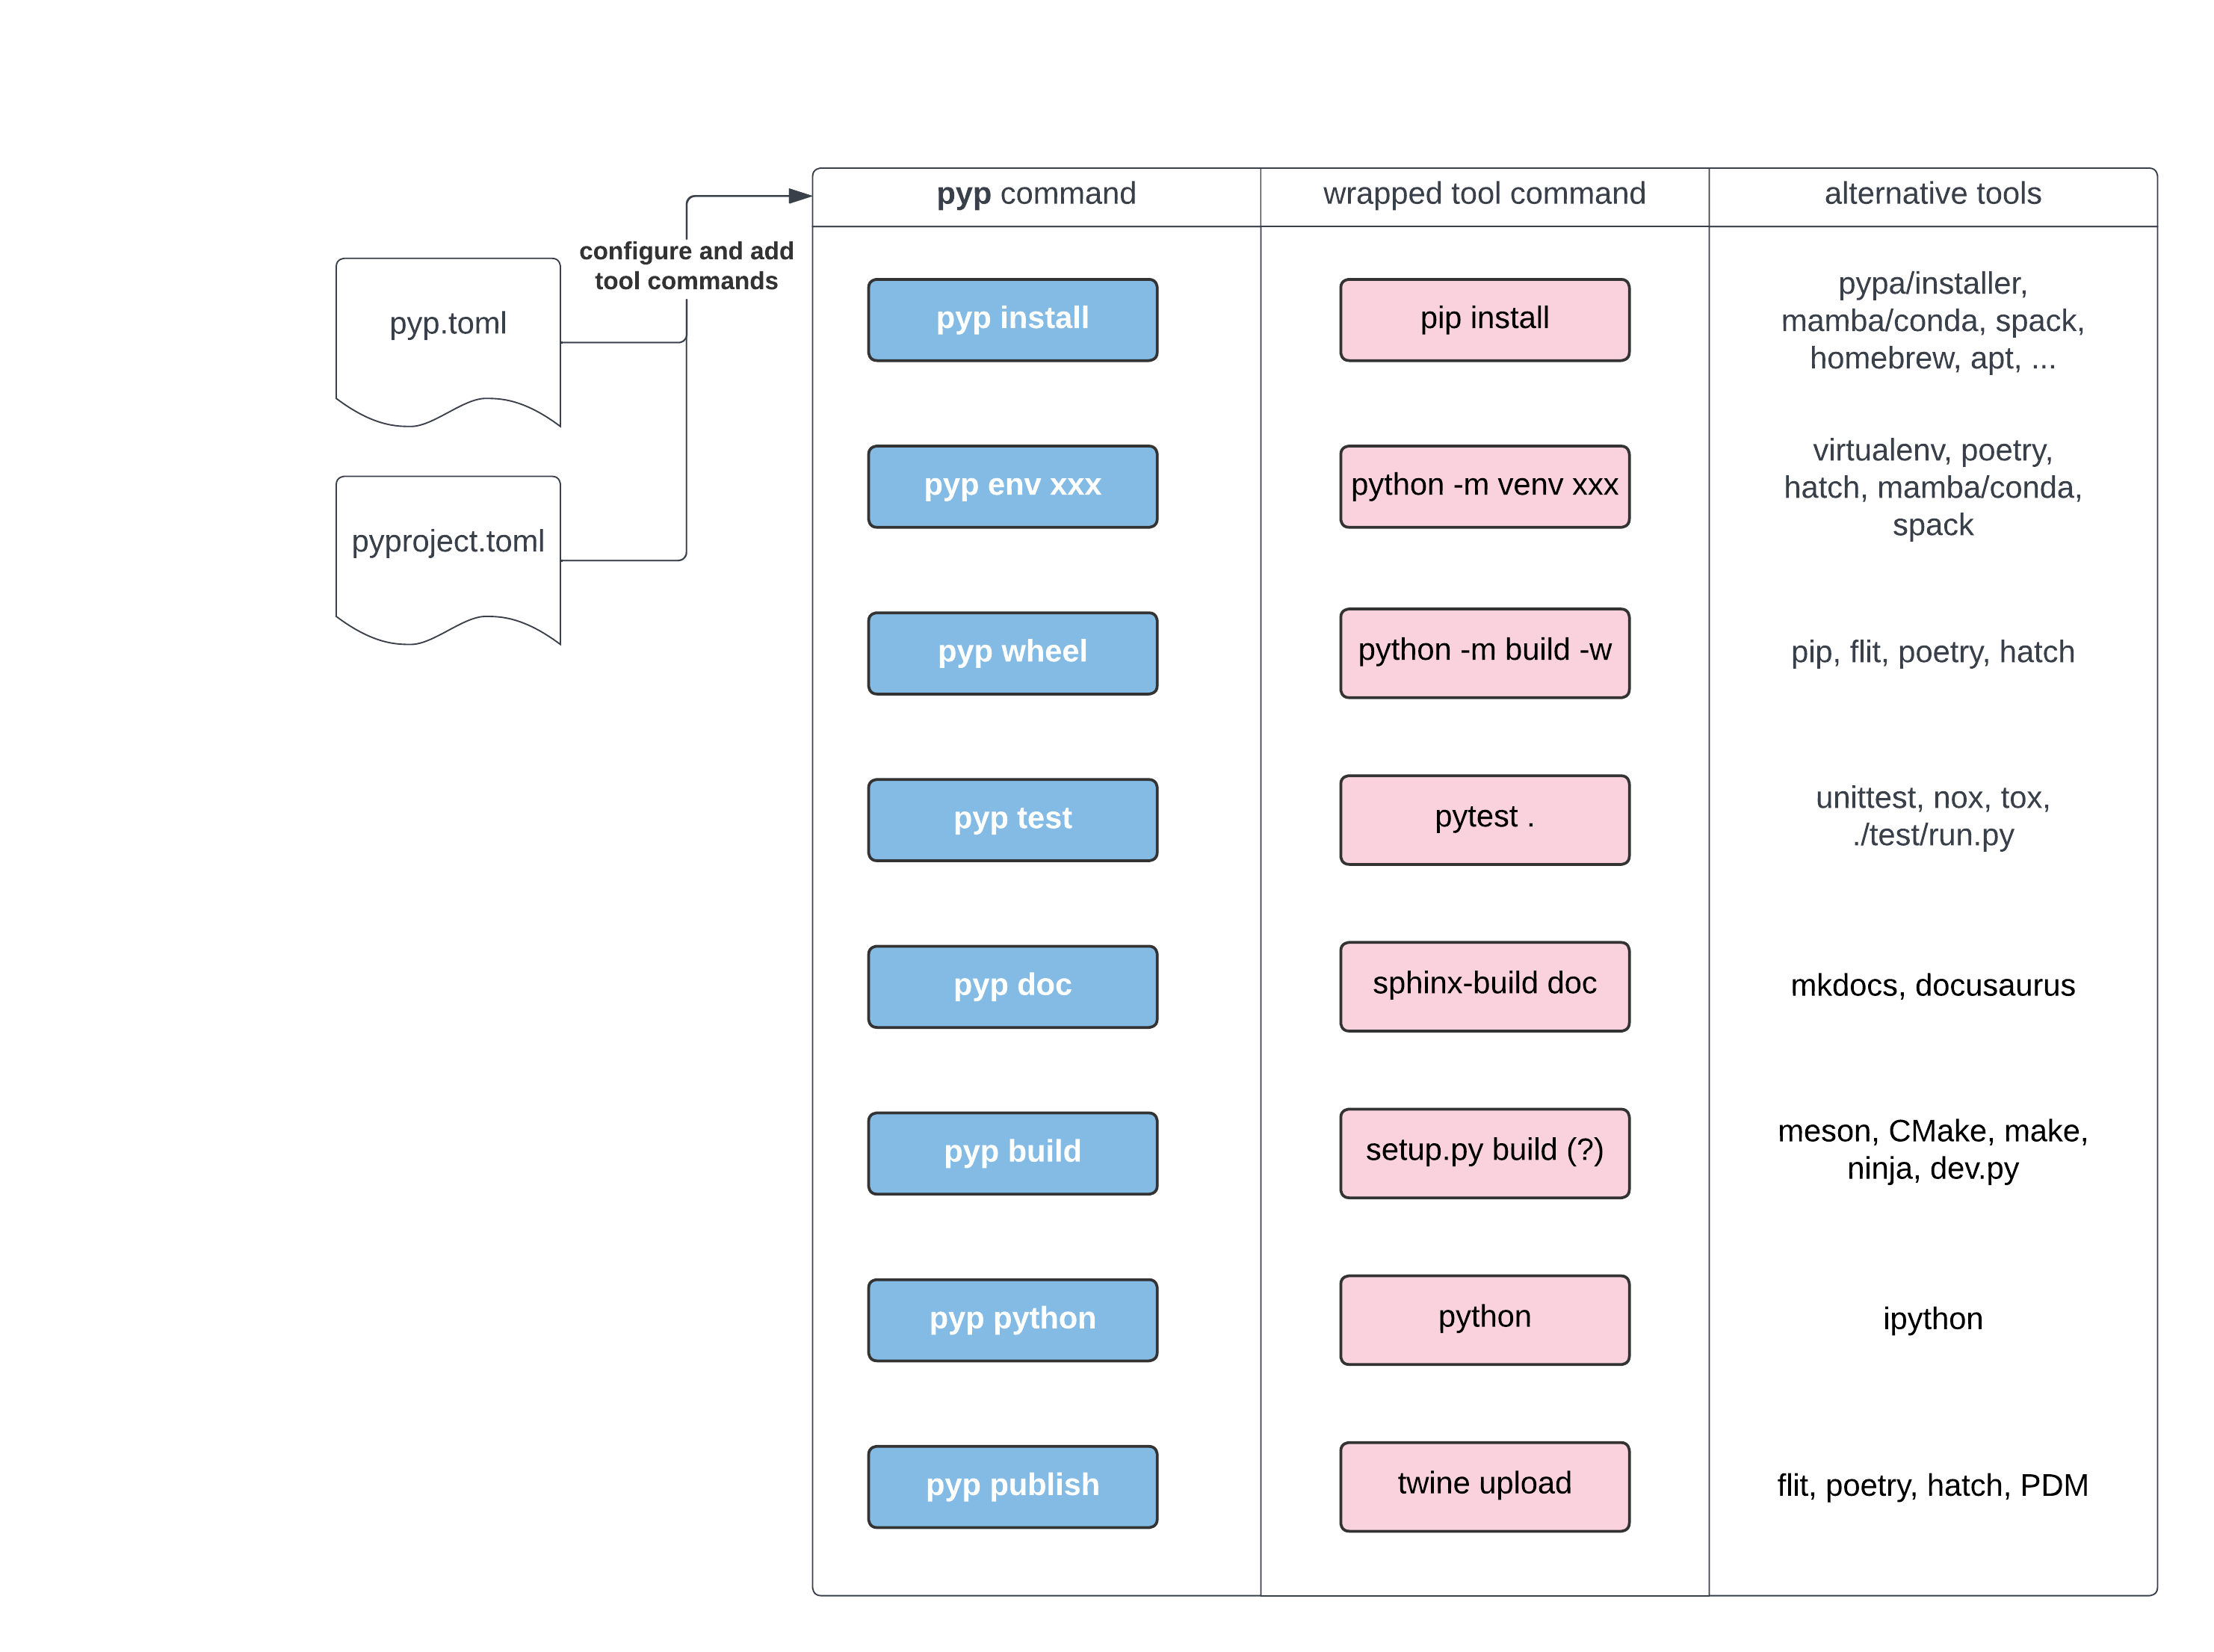 pyp command
wrapped tool command
alternative tools
configure and add
tool commands
pyp.toml
pyproject.toml
pyp install
pip install
pypa/installer,
mamba/conda, spack,
homebrew, apt, ...
pyp env xxx
python -m venv xxx
virtualenv, poetry,
hatch, mamba/conda,
spack
pyp wheel
python -m build -w
pip, flit, poetry, hatch
pyp test
pytest .
unittest, nox, tox,
./test/run.py
pyp doc
sphinx-build doc
mkdocs, docusaurus
pyp build
setup.py build (?)
meson, CMake, make,
ninja, dev.py
pyp python
python
ipython
pyp publish
twine upload
flit, poetry, hatch, PDM